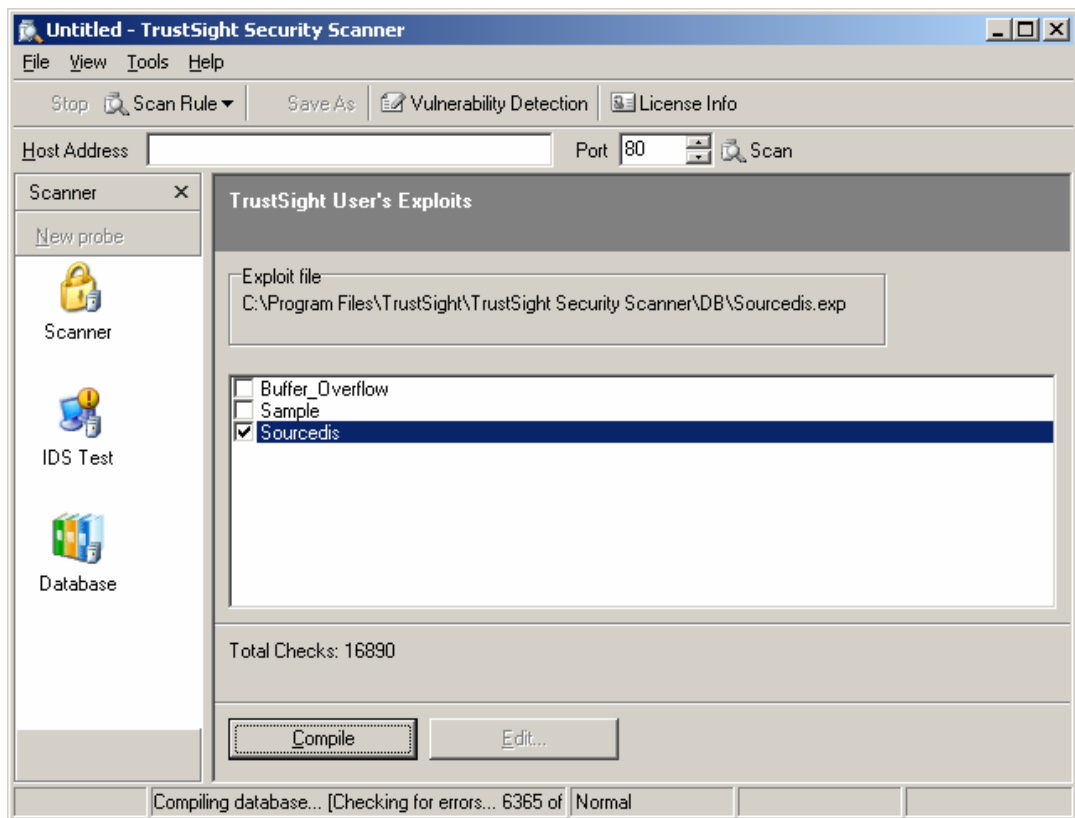 Untitled - TrustSight Security Scanner
File View Tools Help
Stop Scan Rule Save As Vulnerability Detection License Info
Host Address Port 80 Scan
Scanner
New probe
Scanner
IDS Test
Database
TrustSight User's Exploits
Exploit file
C:\Program Files\TrustSight\TrustSight Security Scanner\DB\Sourcedis.exp
Buffer_Overflow
Sample
Sourcedis
Total Checks: 16890
Compile Edit...
Compiling database... [Checking for errors... 6365 of Normal